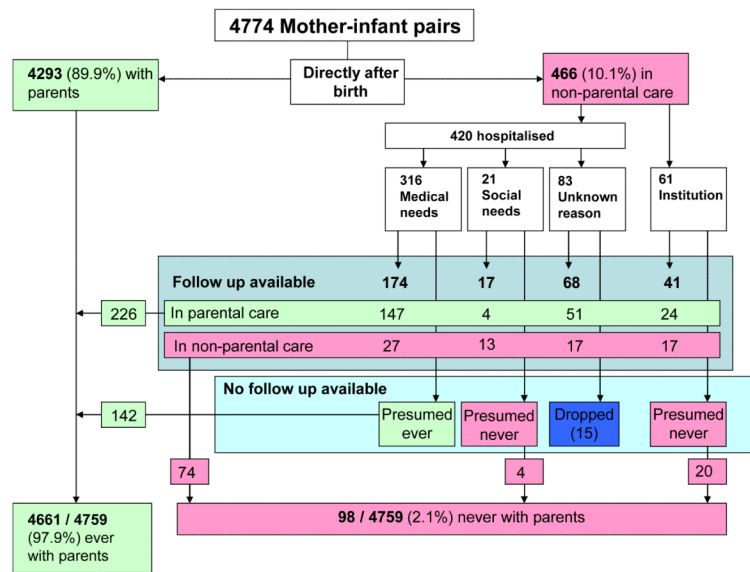 4774 Mother-infant pairs
4293 (89.9%) with
parents
Directly after
birth
466 (10.1%) in
non-parental care
420 hospitalised
316
Medical
needs
21
Social
needs
83
Unknown
reason
61
Institution
Follow up available
174
17
68
41
226
In parental care
147
4
51
24
In non-parental care
27
13
17
17
No follow up available
142
Presumed
ever
Presumed
never
Dropped
(15)
Presumed
never
74
4
20
4661 / 4759
(97.9%) ever
with parents
98 / 4759 (2.1%) never with parents